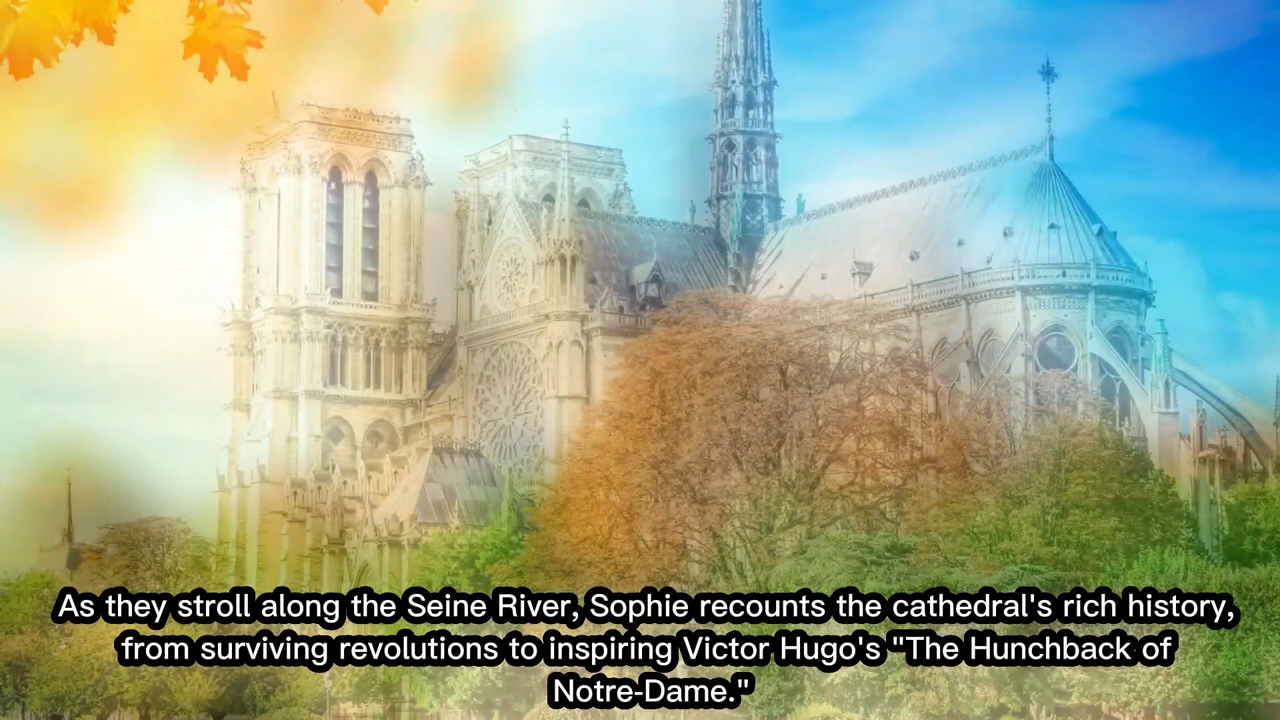 As they stroll along the Seine River, Sophie recounts the cathedral's rich history,
from surviving revolutions to inspiring Victor Hugo's "The Hunchback of
Notre-Dame."